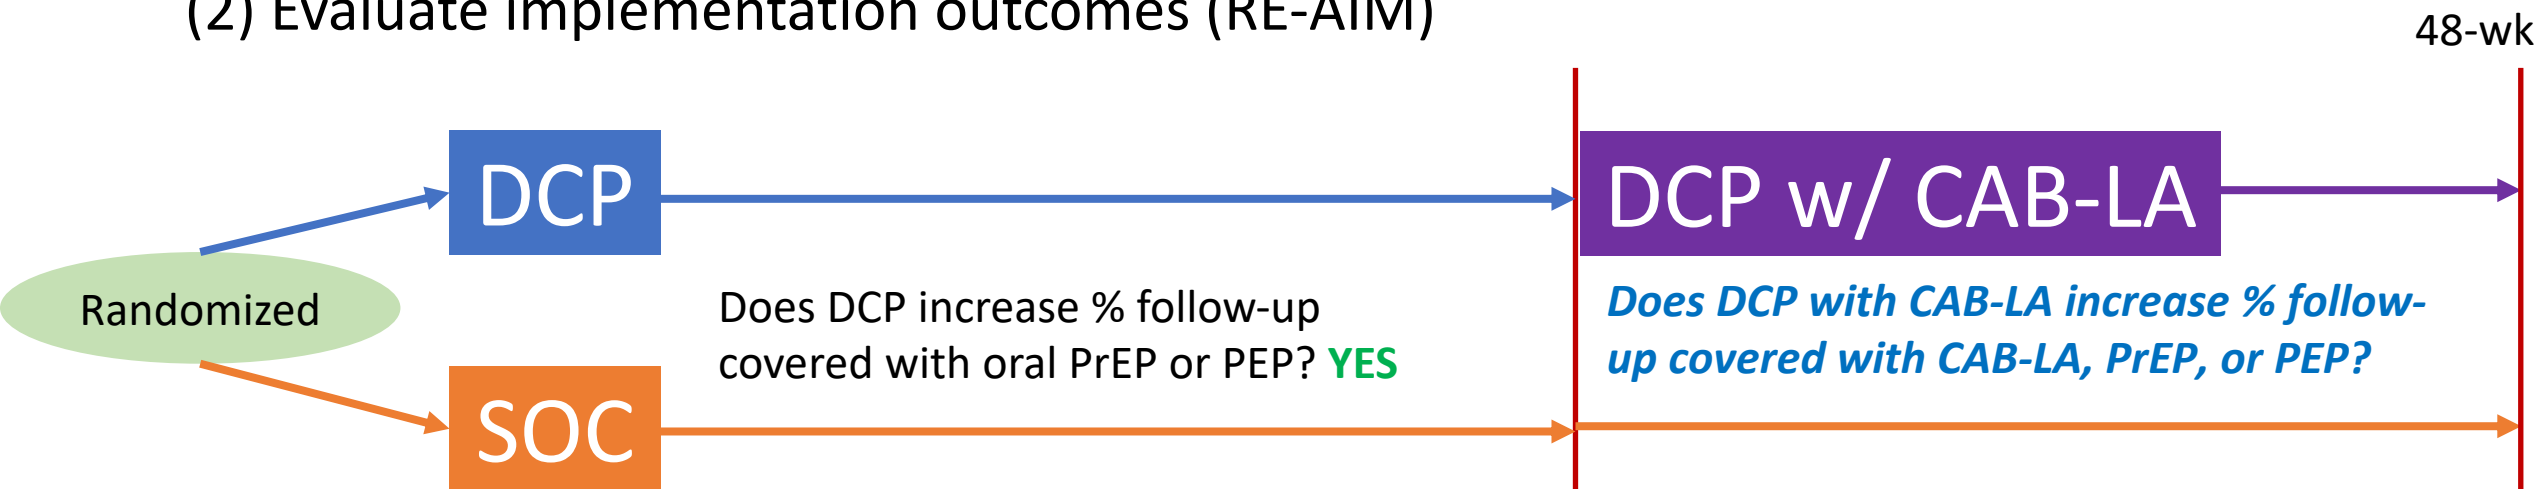 (2) Evaluate implementation outcomes (RE-AIM)
48-wk
DCP
DCP w/ CAB-LA
Randomized
Does DCP increase % follow-up
covered with oral PrEP or PEP? YES
Does DCP with CAB-LA increase % follow-
up covered with CAB-LA, PrEP, or PEP?
SOC